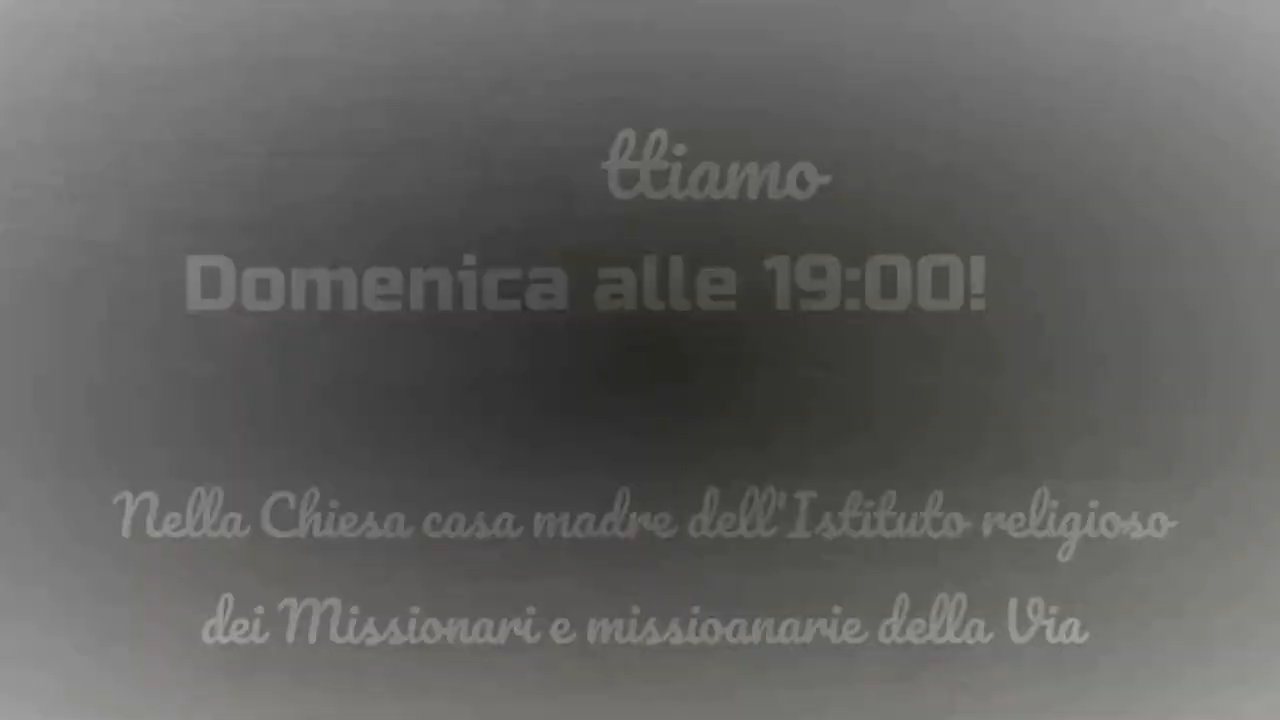 ttiamo
Domenica alle 19:00!
Nella Chiesa casa madre dell'Istituto religioso
dei Missionari e missioanarie della Via